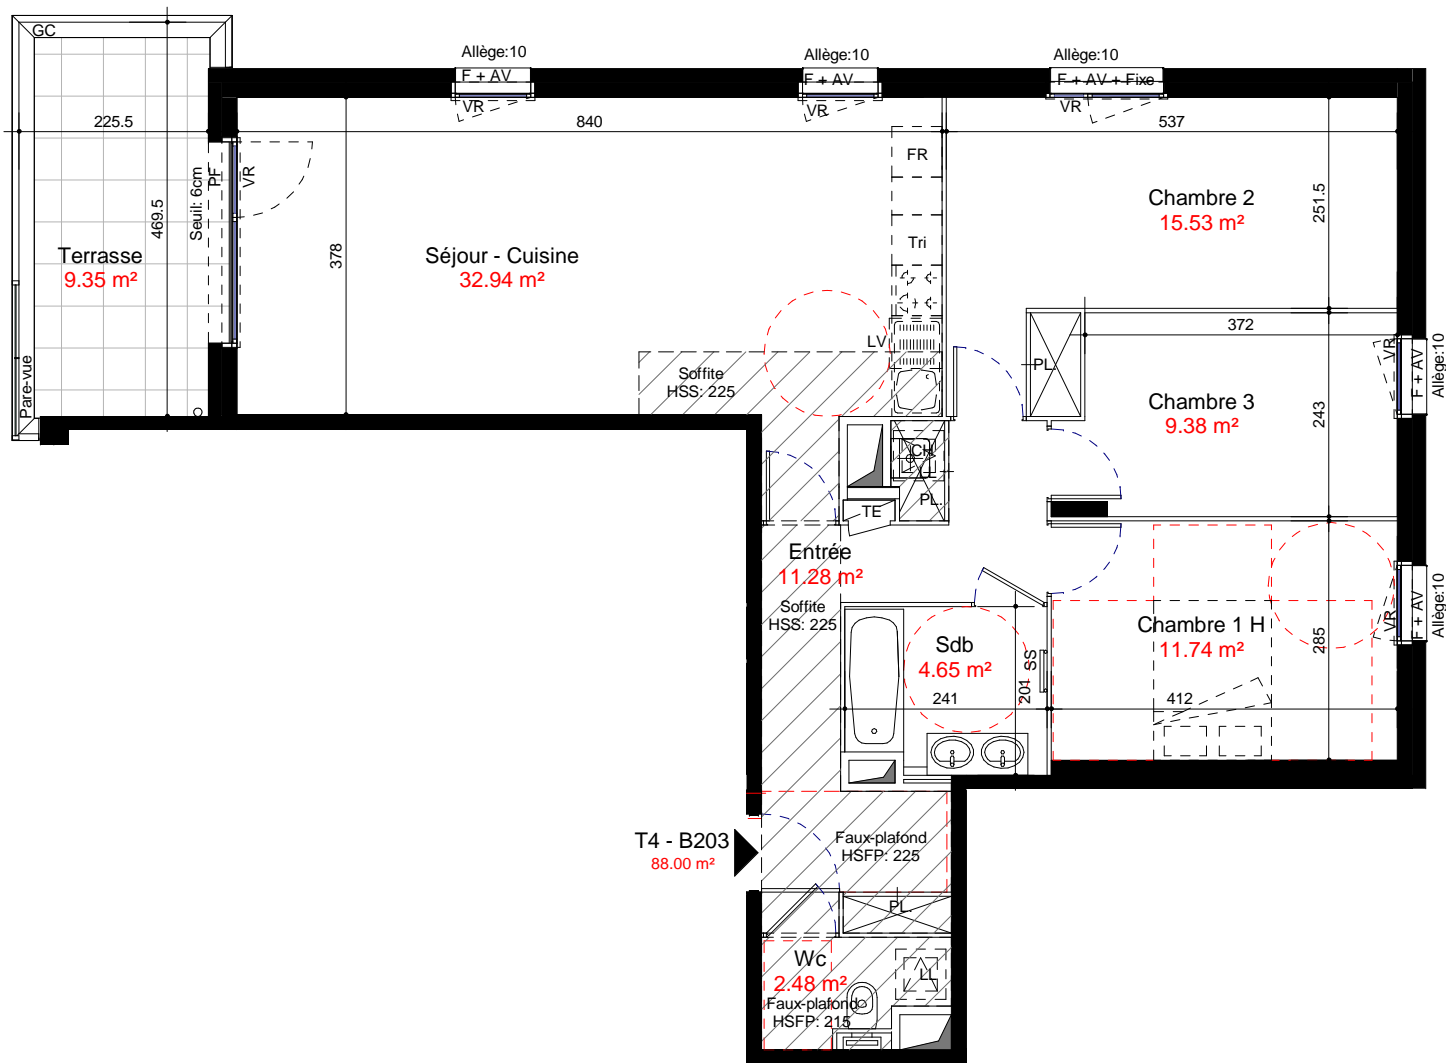 GC
Allège:10
F + AV
VR
Allège:10
F + AV
VR
Allège:10
F + AV + Fixe
VR
225.5
840
537
469.5
Seuil: 6cm
PF
VR
378
FR
Tri
LV
Terrasse
9.35 m²
Séjour - Cuisine
32.94 m²
Chambre 2
15.53 m²
251.5
372
Pare-vue
Soffite
HSS: 225
PL.
Chambre 3
9.38 m²
243
VR
F + AV
Allège:10
CH
PL.
TE
Entrée
11.28 m²
Soffite
HSS: 225
Sdb
4.65 m²
241
201
SS
Chambre 1 H
11.74 m²
412
285
VR
F + AV
Allège:10
T4 - B203
88.00 m²
Faux-plafond
HSFP: 225
PL.
Wc
2.48 m²
Faux-plafond
HSFP: 215
LL